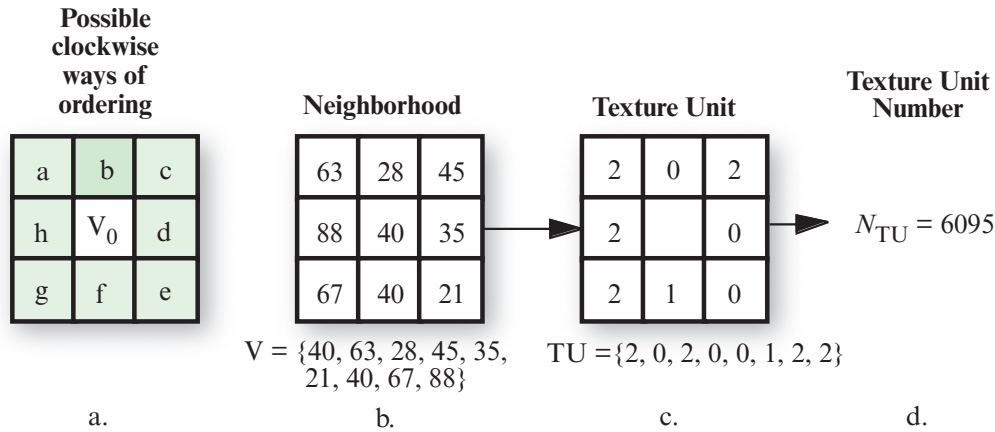 Possible
clockwise
ways of
ordering
a b c
h V0 d
g f e
a.
Neighborhood
63 28 45
88 40 35
67 40 21
V = {40, 63, 28, 45, 35,
21, 40, 67, 88}
b.
Texture Unit
2 0 2
2 0
2 1 0
TU ={2, 0, 2, 0, 0, 1, 2, 2}
c.
Texture Unit
Number
NTU = 6095
d.